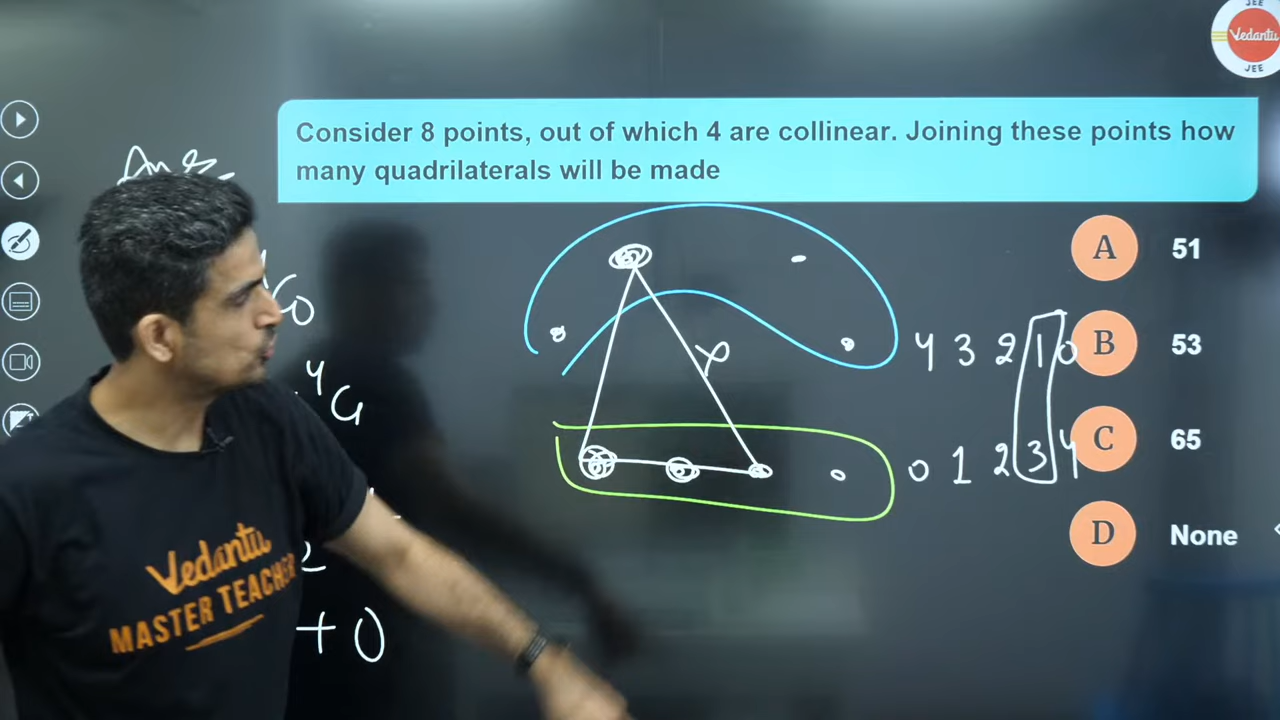 JEE
Vedantu
JEE
Consider 8 points, out of which 4 are collinear. Joining these points how
many quadrilaterals will be made
Ans
A 51
4 3 2 1 0
B 53
C 65
0 1 2 3 4
D None
+ 0
Vedantu
MASTER TEACHER